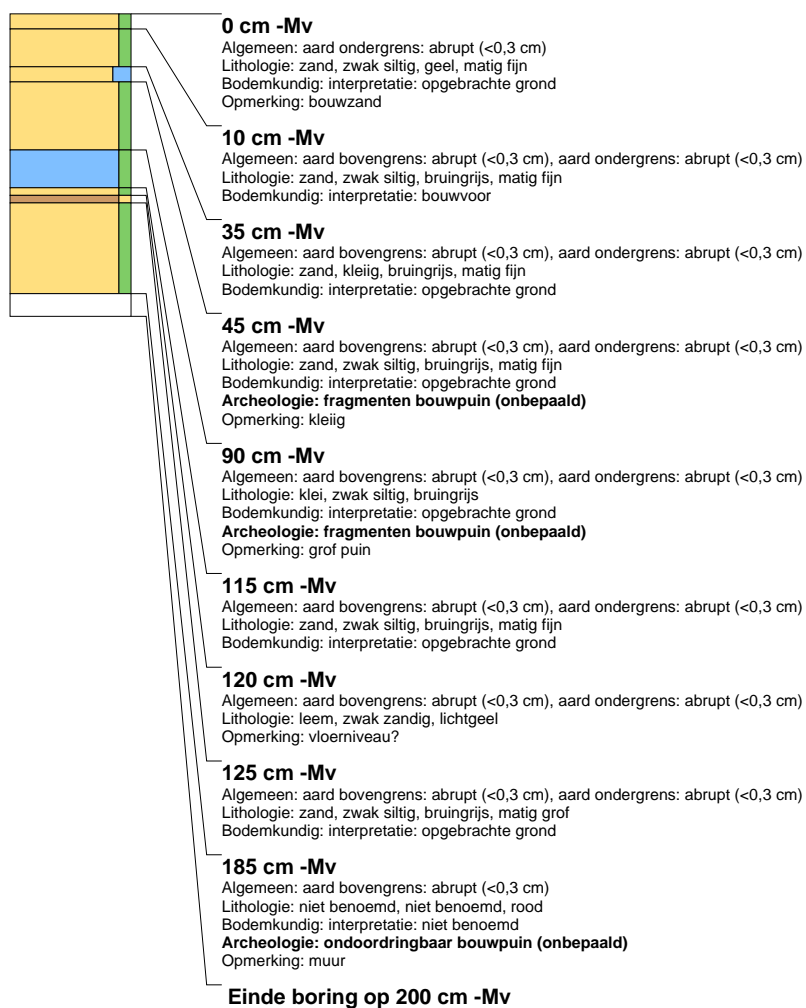 0 cm -Mv
Algemeen: aard ondergrens: abrupt (<0,3 cm)
Lithologie: zand, zwak siltig, geel, matig fijn
Bodemkundig: interpretatie: opgebrachte grond
Opmerking: bouwzand
10 cm -Mv
Algemeen: aard bovengrens: abrupt (<0,3 cm), aard ondergrens: abrupt (<0,3 cm)
Lithologie: zand, zwak siltig, bruingrijs, matig fijn
Bodemkundig: interpretatie: bouwvoor
35 cm -Mv
Algemeen: aard bovengrens: abrupt (<0,3 cm), aard ondergrens: abrupt (<0,3 cm)
Lithologie: zand, kleiig, bruingrijs, matig fijn
Bodemkundig: interpretatie: opgebrachte grond
45 cm -Mv
Algemeen: aard bovengrens: abrupt (<0,3 cm), aard ondergrens: abrupt (<0,3 cm)
Lithologie: zand, zwak siltig, bruingrijs, matig fijn
Bodemkundig: interpretatie: opgebrachte grond
Archeologie: fragmenten bouwpuin (onbepaald)
Opmerking: kleiig
90 cm -Mv
Algemeen: aard bovengrens: abrupt (<0,3 cm), aard ondergrens: abrupt (<0,3 cm)
Lithologie: klei, zwak siltig, bruingrijs
Bodemkundig: interpretatie: opgebrachte grond
Archeologie: fragmenten bouwpuin (onbepaald)
Opmerking: grof puin
115 cm -Mv
Algemeen: aard bovengrens: abrupt (<0,3 cm), aard ondergrens: abrupt (<0,3 cm)
Lithologie: zand, zwak siltig, bruingrijs, matig fijn
Bodemkundig: interpretatie: opgebrachte grond
120 cm -Mv
Algemeen: aard bovengrens: abrupt (<0,3 cm), aard ondergrens: abrupt (<0,3 cm)
Lithologie: leem, zwak zandig, lichtgeel
Opmerking: vloerniveau?
125 cm -Mv
Algemeen: aard bovengrens: abrupt (<0,3 cm), aard ondergrens: abrupt (<0,3 cm)
Lithologie: zand, zwak siltig, bruingrijs, matig grof
Bodemkundig: interpretatie: opgebrachte grond
185 cm -Mv
Algemeen: aard bovengrens: abrupt (<0,3 cm)
Lithologie: niet benoemd, niet benoemd, rood
Bodemkundig: interpretatie: niet benoemd
Archeologie: ondoordringbaar bouwpuin (onbepaald)
Opmerking: muur
Einde boring op 200 cm -Mv